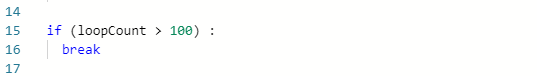 14
15 if (loopCount > 100) :
16 break
17